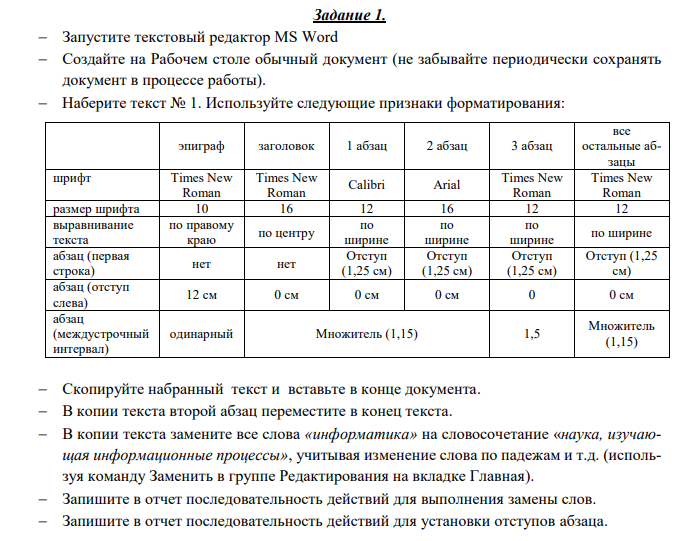 Задание 1.
– Запустите текстовый редактор MS Word
– Создайте на Рабочем столе обычный документ (не забывайте периодически сохранять
документ в процессе работы).
– Наберите текст № 1. Используйте следующие признаки форматирования:
эпиграф заголовок 1 абзац 2 абзац 3 абзац все остальные аб-зацы
шрифт Times New Roman Times New Roman Calibri Arial Times New Roman Times New Roman
размер шрифта 10 16 12 16 12 12
выравнивание текста по правому краю по центру по ширине по ширине по ширине по ширине
абзац (первая строка) нет нет Отступ (1,25 см) Отступ (1,25 см) Отступ (1,25 см) Отступ (1,25 см)
абзац (отступ слева) 12 см 0 см 0 см 0 см 0 0 см
абзац (междустрочный интервал) одинарный Множитель (1,15) 1,5 Множитель (1,15)
– Скопируйте набранный текст и вставьте в конце документа.
– В копии текста второй абзац переместите в конец текста.
– В копии текста замените все слова «информатика» на словосочетание «наука, изучаю-
щая информационные процессы», учитывая изменение слова по падежам и т.д. (исполь-
зуя команду Заменить в группе Редактирования на вкладке Главная).
– Запишите в отчет последовательность действий для выполнения замены слов.
– Запишите в отчет последовательность действий для установки отступов абзаца.